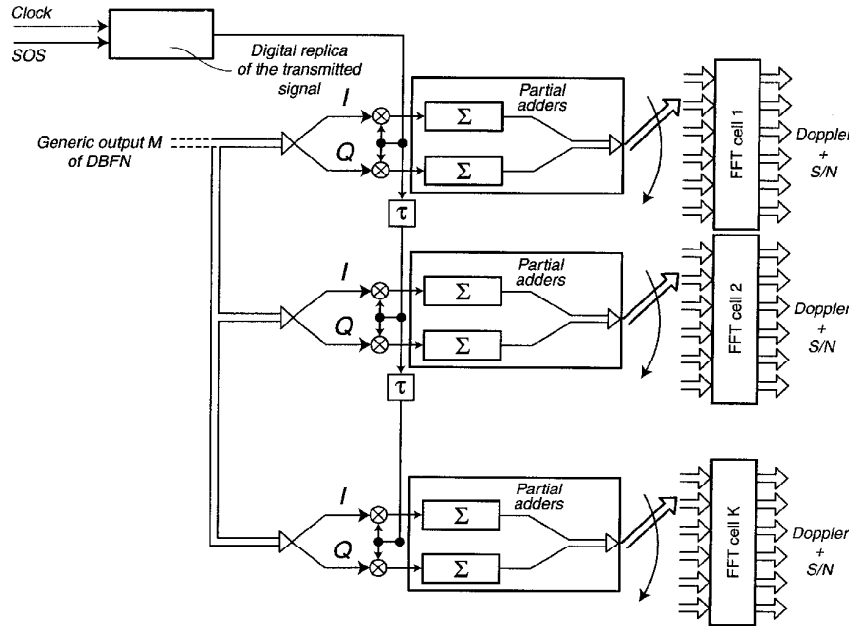 Clock
SOS
Digital replica
of the transmitted
signal
Generic output M
of DBFN
I
Q
Partial
adders
Σ
Σ
FFT cell 1
Doppler
+
S/N
τ
I
Q
Partial
adders
Σ
Σ
FFT cell 2
Doppler
+
S/N
τ
I
Q
Partial
adders
Σ
Σ
FFT cell K
Doppler
+
S/N